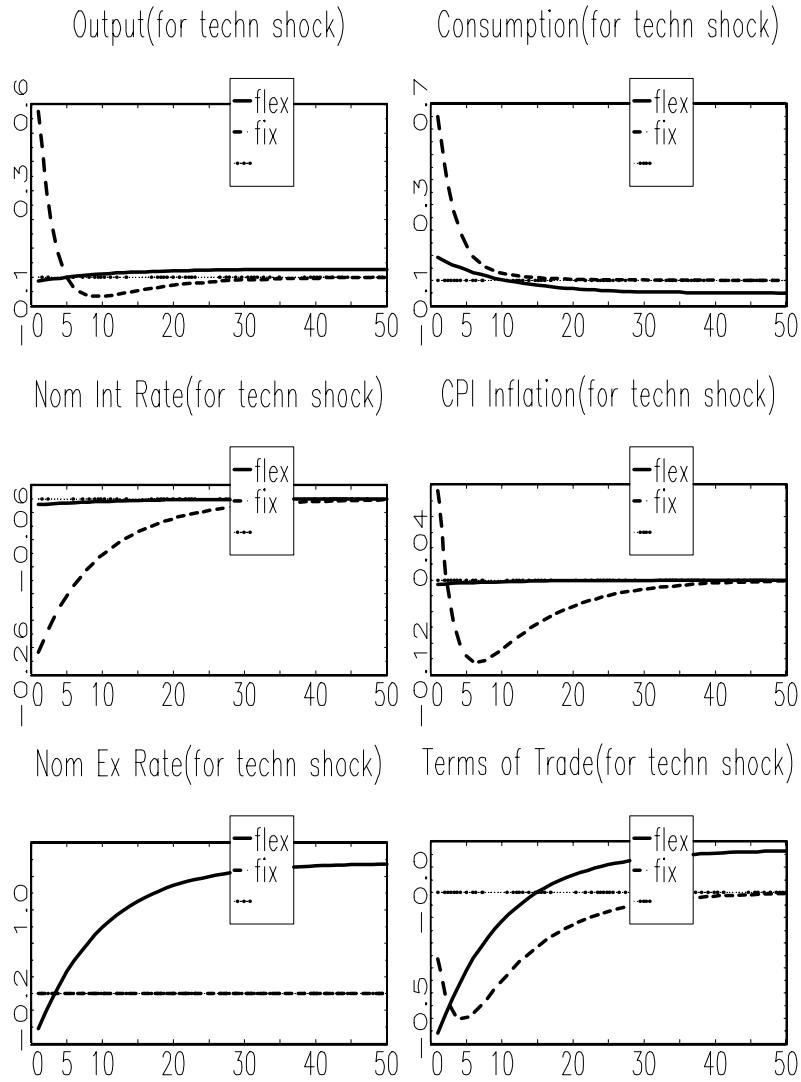 Output(for techn shock)
0.6
0.3
−0.1
flex
fix
0 5 10 20 30 40 50
Consumption(for techn shock)
0.7
0.3
−0.1
flex
fix
0 5 10 20 30 40 50
Nom Int Rate(for techn shock)
−0.06
−0.26
flex
fix
0 5 10 20 30 40 50
CPI Inflation(for techn shock)
0.04
−0.12
flex
fix
0 5 10 20 30 40 50
Nom Ex Rate(for techn shock)
1.0
−0.2
flex
fix
0 5 10 20 30 40 50
Terms of Trade(for techn shock)
−0.0
−0.5
flex
fix
0 5 10 20 30 40 50